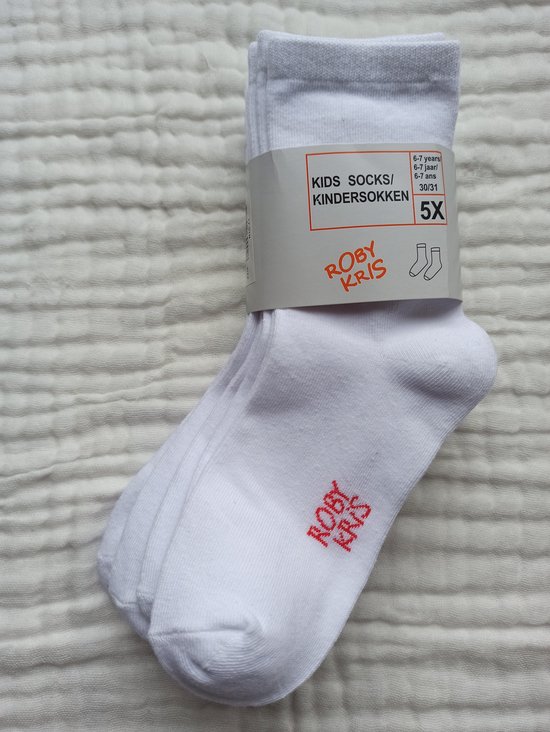 KIDS SOCKS/
KINDERSOKKEN
6-7 years/
6-7 jaar/
6-7 ans
30/31
5X
ROBY
KRIS
ROBY
KRIS